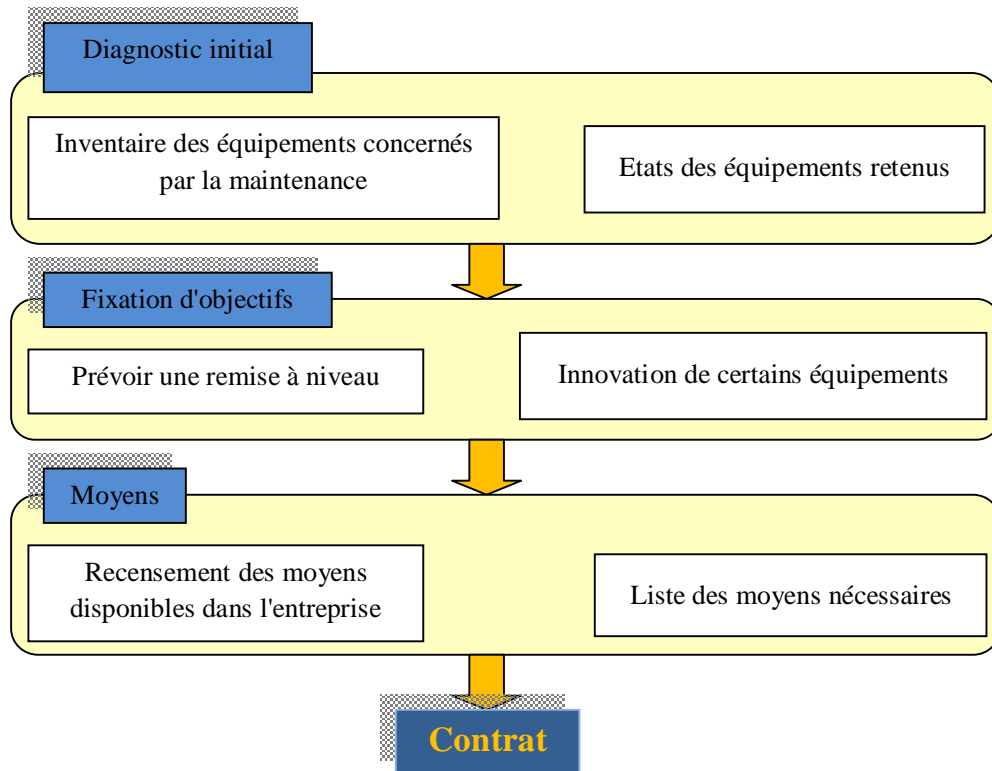 Diagnostic initial
Inventaire des équipements concernés
par la maintenance
Etats des équipements retenus
Fixation d'objectifs
Prévoir une remise à niveau
Innovation de certains équipements
Moyens
Recensement des moyens
disponibles dans l'entreprise
Liste des moyens nécessaires
Contrat